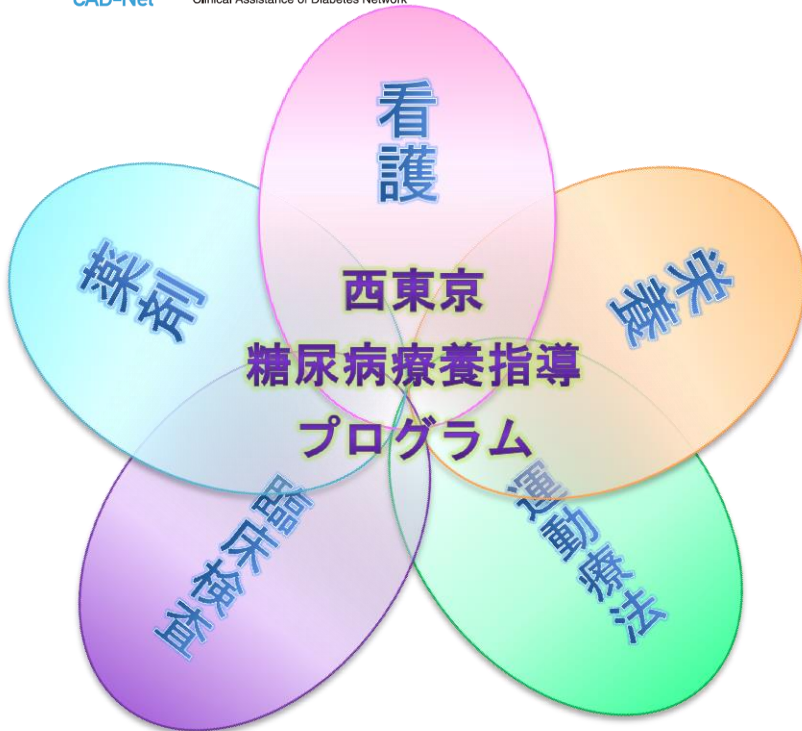 CAD-Net
Clinical Assistance of Diabetes Network
看護
薬剤
栄養
西東京
糖尿病療養指導
プログラム
臨床検査
運動療法